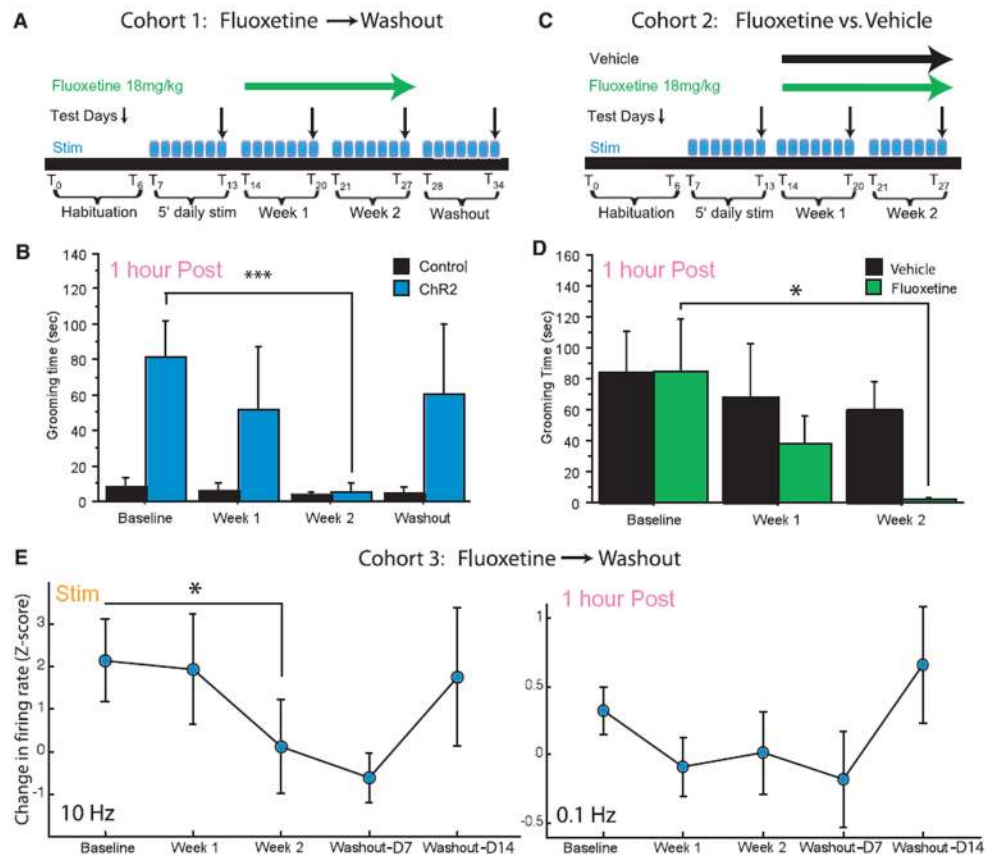 A Cohort 1: Fluoxetine → Washout
Fluoxetine 18mg/kg
Test Days ↓
Stim
T0 T6 T7 T13 T14 T20 T21 T27 T28 T34
Habituation 5' daily stim Week 1 Week 2 Washout
C Cohort 2: Fluoxetine vs. Vehicle
Vehicle
Fluoxetine 18mg/kg
Test Days ↓
Stim
T0 T6 T7 T13 T14 T20 T21 T27
Habituation 5' daily stim Week 1 Week 2
B 1 hour Post
***
Control
ChR2
Grooming time (sec)
140
120
100
80
60
40
20
0
Baseline Week 1 Week 2 Washout
D 1 hour Post
*
Vehicle
Fluoxetine
Grooming Time (sec)
160
140
120
100
80
60
40
20
0
Baseline Week 1 Week 2
E Cohort 3: Fluoxetine → Washout
Stim
*
Change in firing rate (Z-score)
3
2
1
0
-1
10 Hz
Baseline Week 1 Week 2 Washout-D7 Washout-D14
1 hour Post
1
0.5
0
-0.5
0.1 Hz
Baseline Week 1 Week 2 Washout-D7 Washout-D14